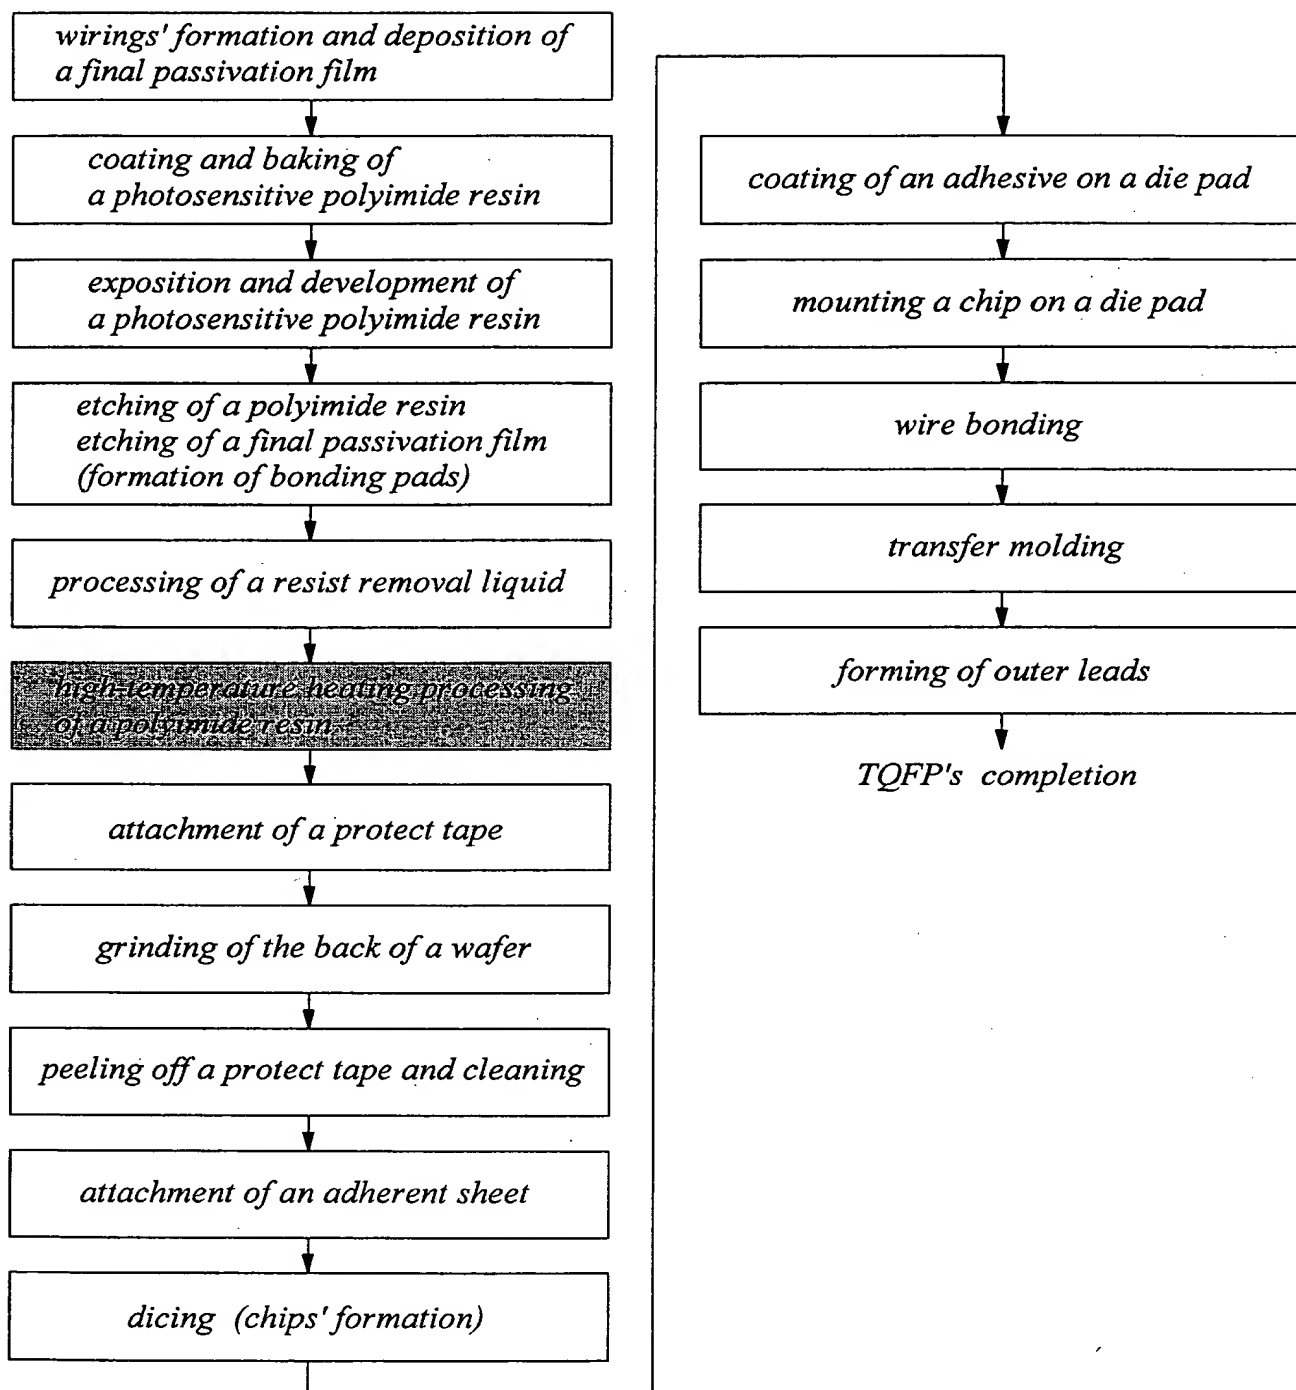 wirings' formation and deposition of
a final passivation film
coating and baking of
a photosensitive polyimide resin
exposition and development of
a photosensitive polyimide resin
etching of a polyimide resin
etching of a final passivation film
(formation of bonding pads)
processing of a resist removal liquid
high-temperature heating processing
of a polyimide resin
attachment of a protect tape
grinding of the back of a wafer
peeling off a protect tape and cleaning
attachment of an adherent sheet
dicing (chips' formation)
coating of an adhesive on a die pad
mounting a chip on a die pad
wire bonding
transfer molding
forming of outer leads
TQFP's completion